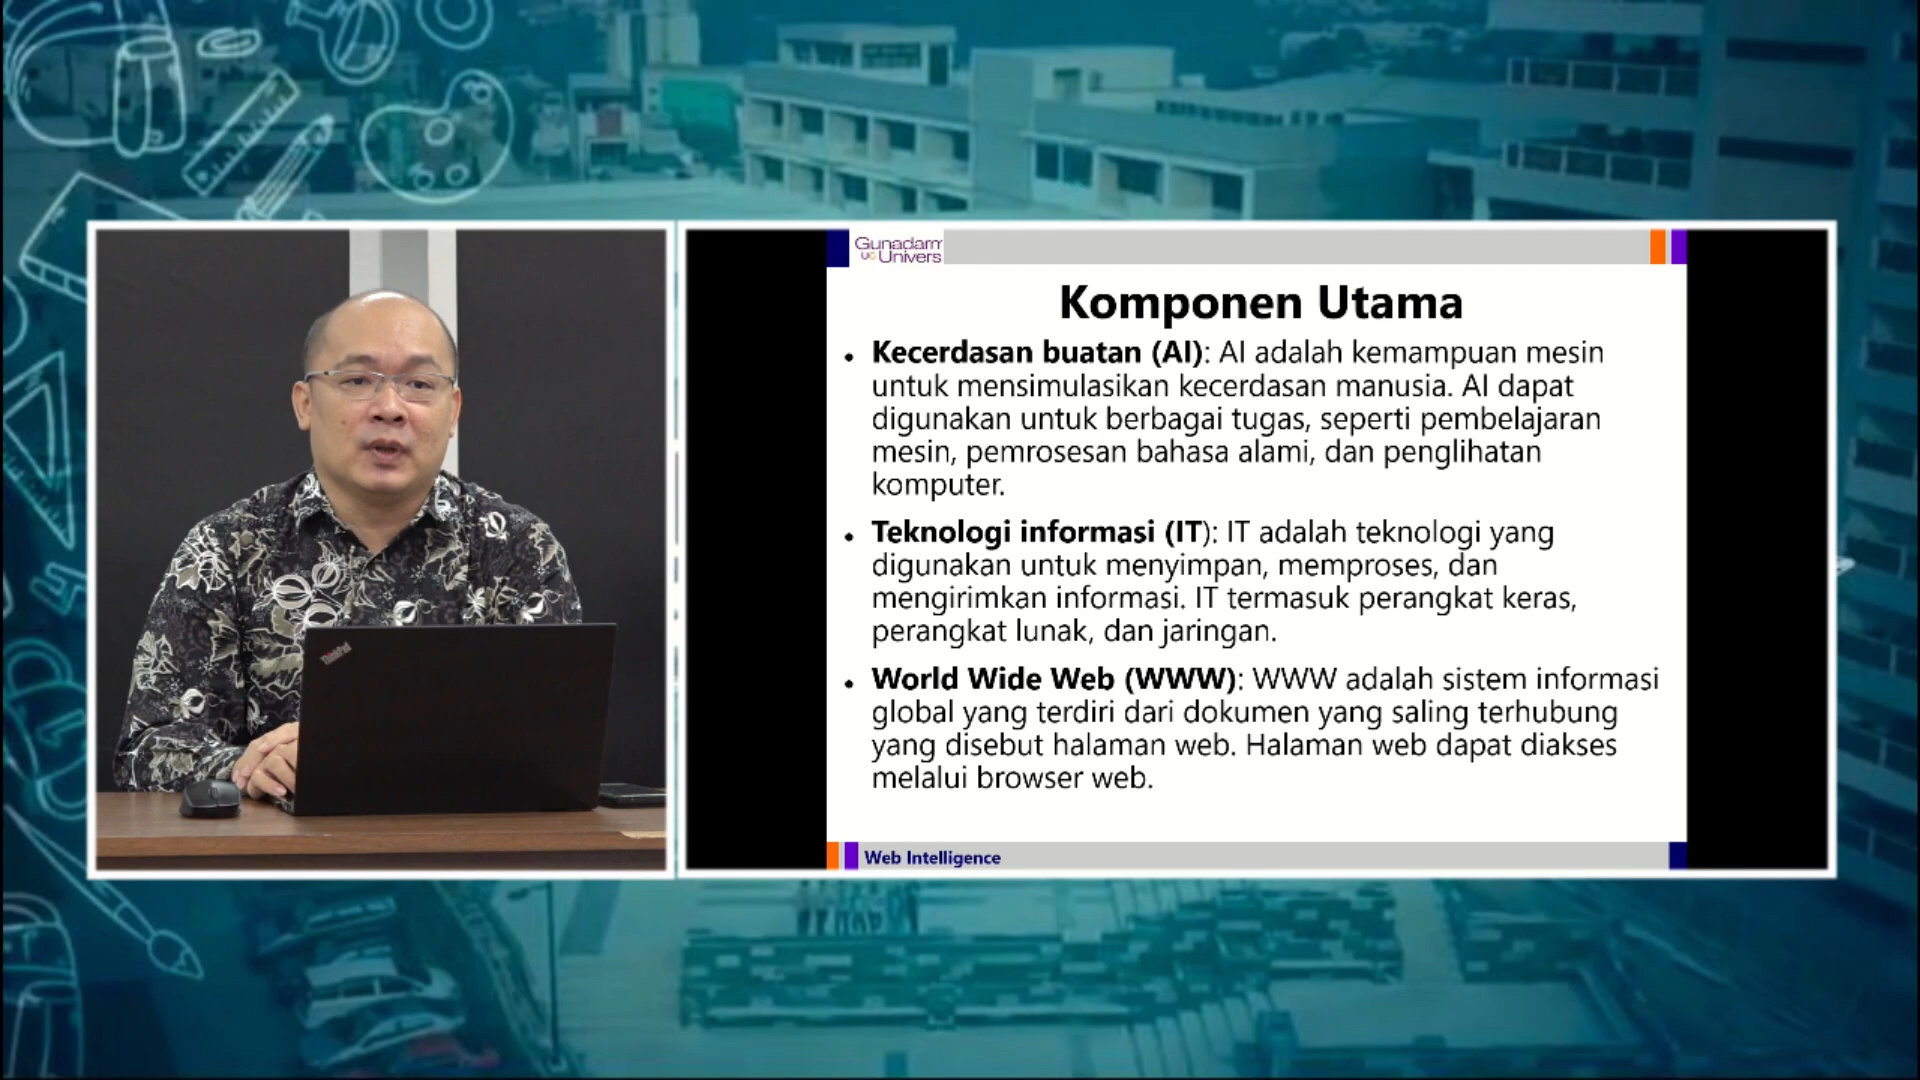 Gunadarm
UG Univers
Komponen Utama
• Kecerdasan buatan (AI): AI adalah kemampuan mesin
untuk mensimulasikan kecerdasan manusia. AI dapat
digunakan untuk berbagai tugas, seperti pembelajaran
mesin, pemrosesan bahasa alami, dan penglihatan
komputer.
• Teknologi informasi (IT): IT adalah teknologi yang
digunakan untuk menyimpan, memproses, dan
mengirimkan informasi. IT termasuk perangkat keras,
perangkat lunak, dan jaringan.
• World Wide Web (WWW): WWW adalah sistem informasi
global yang terdiri dari dokumen yang saling terhubung
yang disebut halaman web. Halaman web dapat diakses
melalui browser web.
Web Intelligence
ThinkPad